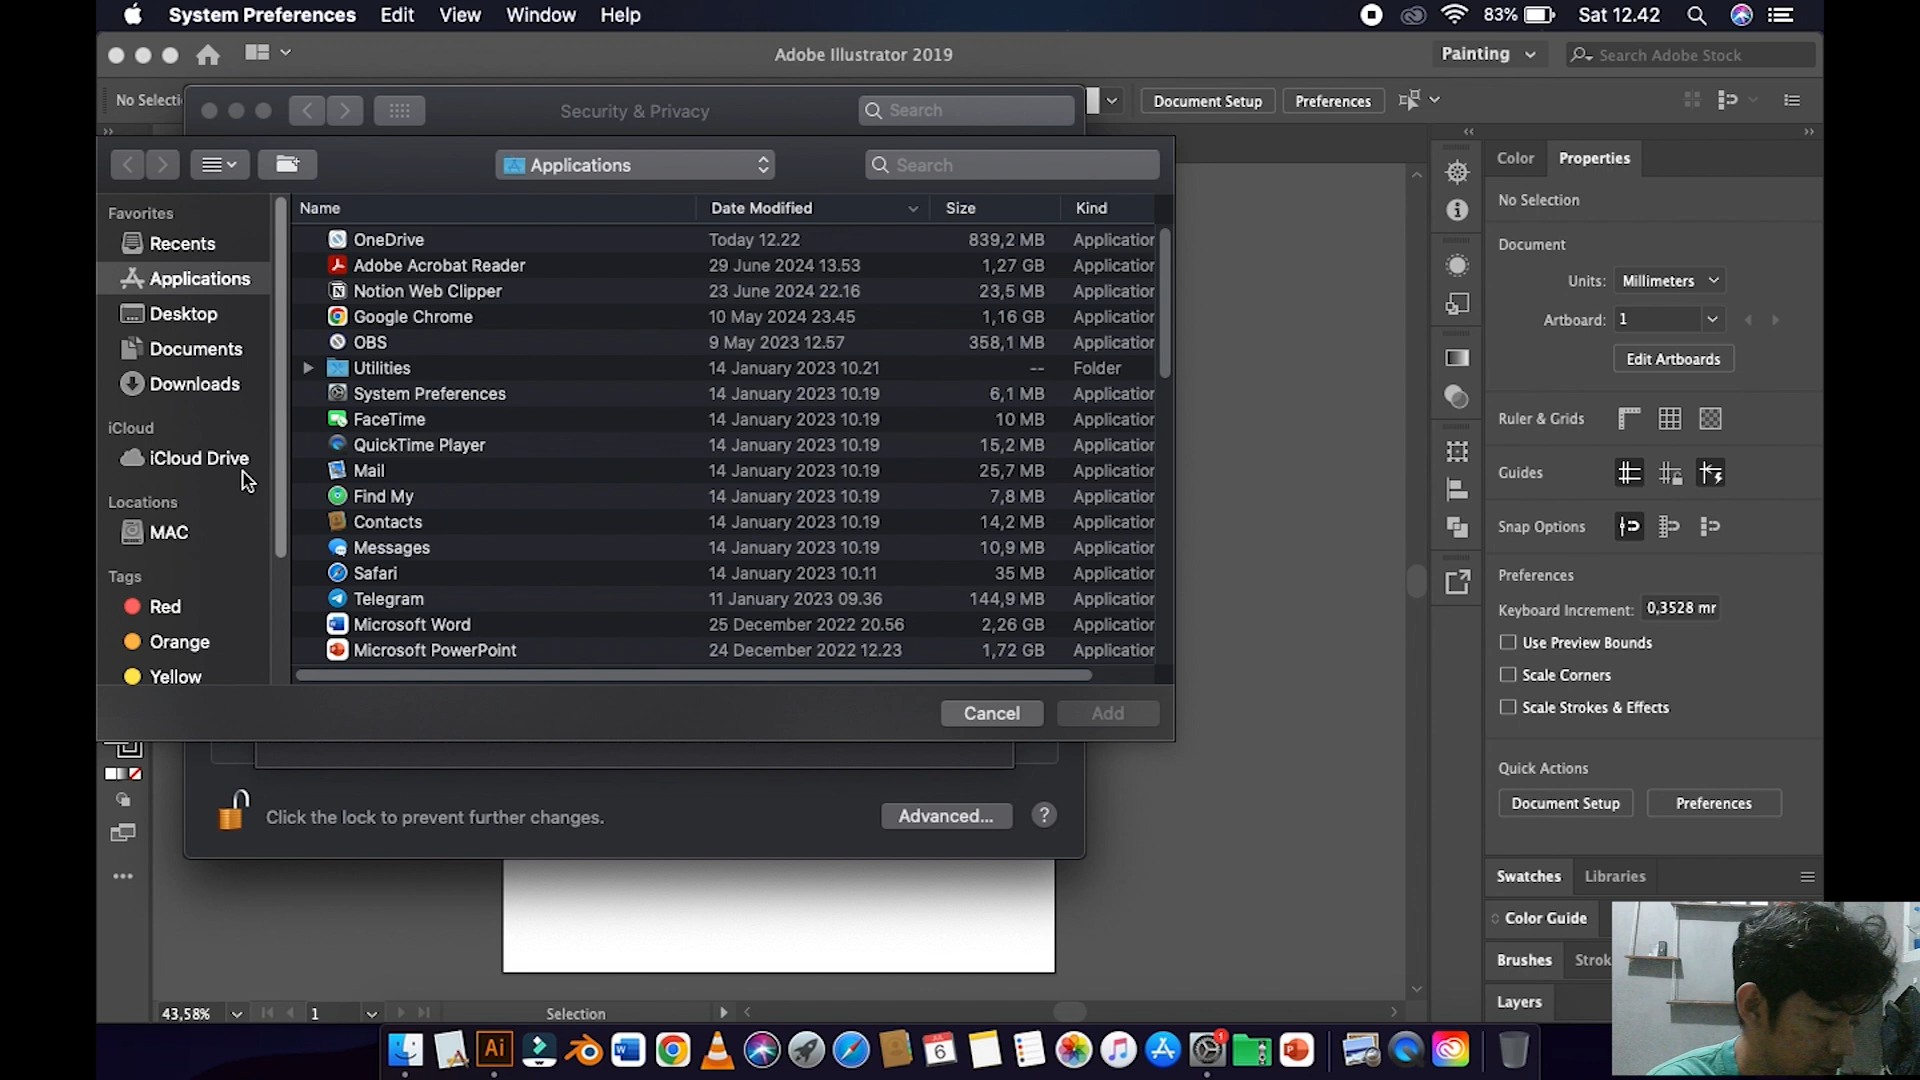 System Preferences Edit View Window Help 83% Sat 12.42
Adobe Illustrator 2019 Painting Search Adobe Stock
No Selecti Security & Privacy Search Document Setup Preferences
Applications Search
Color Properties
Favorites
Recents
Applications
Desktop
Documents
Downloads
iCloud
iCloud Drive
Locations
MAC
Tags
Red
Orange
Yellow
Name Date Modified Size Kind
OneDrive Today 12.22 839,2 MB Application
Adobe Acrobat Reader 29 June 2024 13.53 1,27 GB Application
Notion Web Clipper 23 June 2024 22.16 23,5 MB Application
Google Chrome 10 May 2024 23.45 1,16 GB Application
OBS 9 May 2023 12.57 358,1 MB Application
Utilities 14 January 2023 10.21 -- Folder
System Preferences 14 January 2023 10.19 6,1 MB Application
FaceTime 14 January 2023 10.19 10 MB Application
QuickTime Player 14 January 2023 10.19 15,2 MB Application
Mail 14 January 2023 10.19 25,7 MB Application
Find My 14 January 2023 10.19 7,8 MB Application
Contacts 14 January 2023 10.19 14,2 MB Application
Messages 14 January 2023 10.19 10,9 MB Application
Safari 14 January 2023 10.11 35 MB Application
Telegram 11 January 2023 09.36 144,9 MB Application
Microsoft Word 25 December 2022 20.56 2,26 GB Application
Microsoft PowerPoint 24 December 2022 12.23 1,72 GB Application
Cancel Add
Click the lock to prevent further changes. Advanced... ?
No Selection
Document
Units: Millimeters
Artboard: 1
Edit Artboards
Ruler & Grids
Guides
Snap Options
Preferences
Keyboard Increment: 0,3528 mr
Use Preview Bounds
Scale Corners
Scale Strokes & Effects
Quick Actions
Document Setup Preferences
Swatches Libraries
Color Guide
Brushes Strok
Layers
43,58% 1 Selection
Ai 6 1